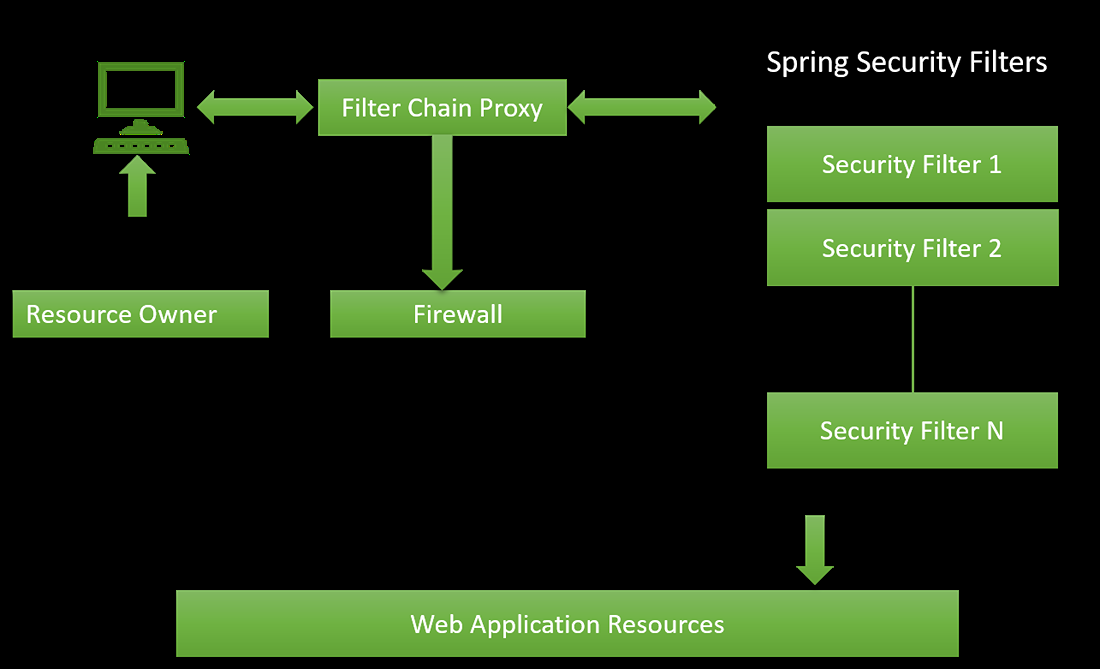 Spring Security Filters
Filter Chain Proxy
Security Filter 1
Security Filter 2
Resource Owner
Firewall
Security Filter N
Web Application Resources